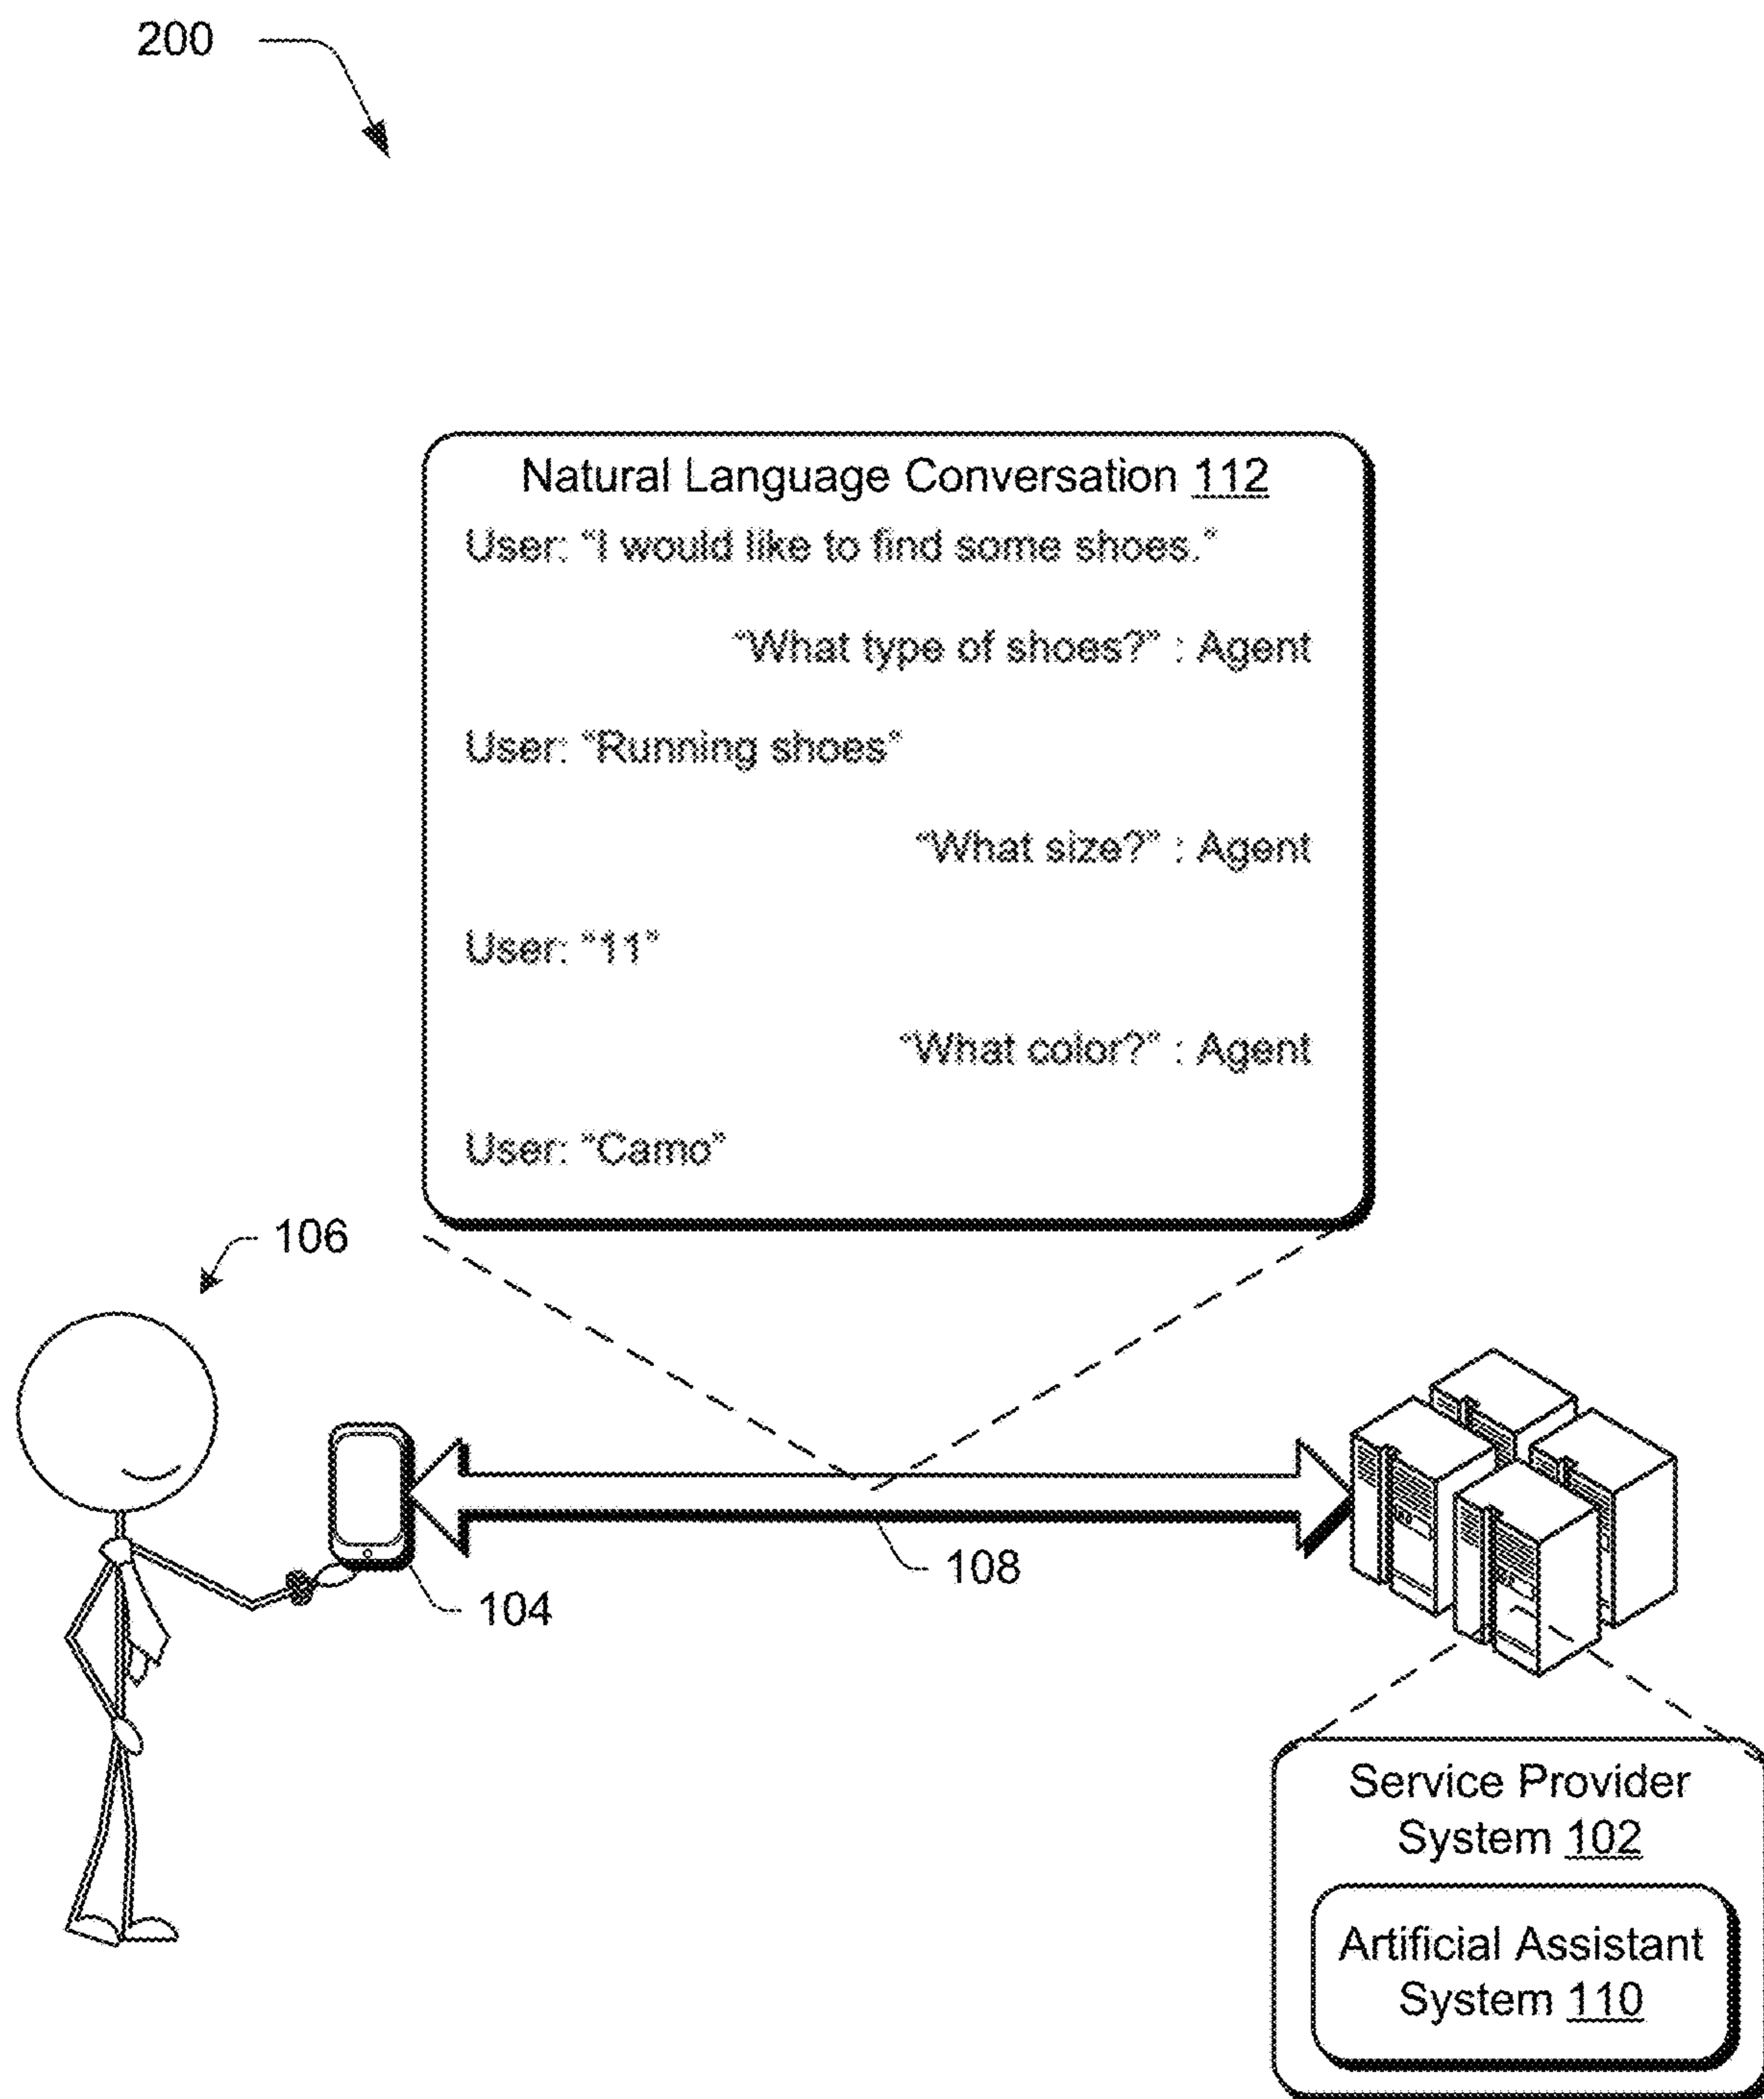 200
Natural Language Conversation 112
User: “I would like to find some shoes.”
“What type of shoes?” : Agent
User: “Running shoes”
“What size?” : Agent
User: “11”
“What color?” : Agent
User: “Camo”
106
108
104
Service Provider
System 102
Artificial Assistant
System 110